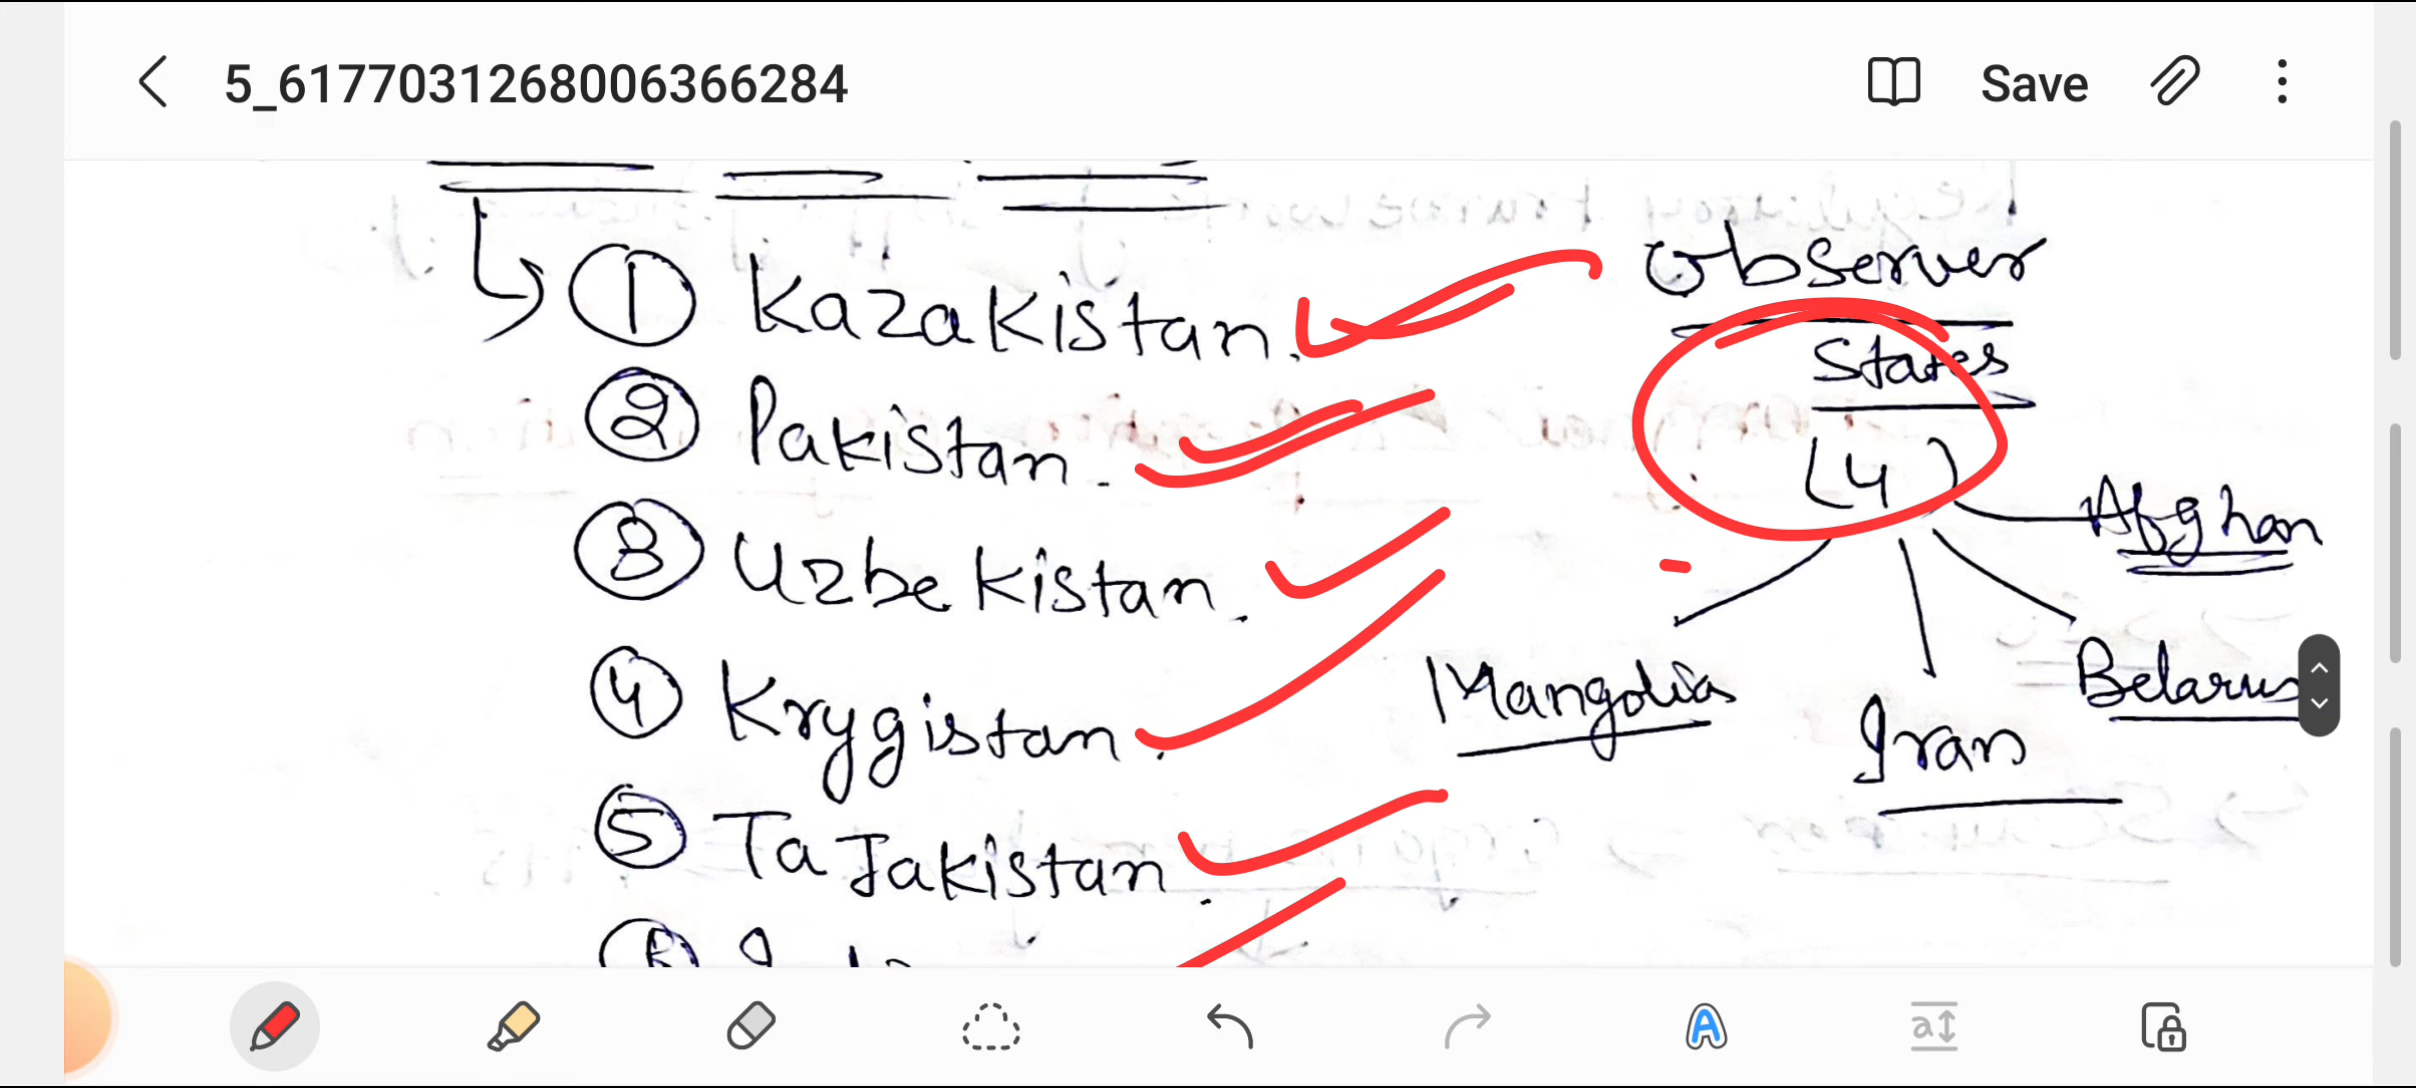 5_6177031268006366284
Save
① Kazakistan.
② Pakistan.
③ Uzbekistan.
④ Krygistan.
⑤ TaJakistan.
Observer
States
(4)
Afghan
Mangolia
Iran
Belarus